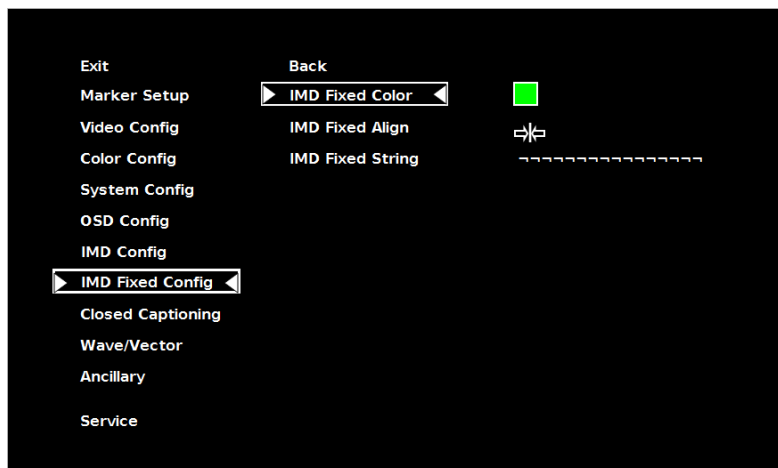 Exit
Back
Marker Setup
IMD Fixed Color
Video Config
IMD Fixed Align
Color Config
IMD Fixed String
¬¬¬¬¬¬¬¬¬¬¬¬¬¬¬¬
System Config
OSD Config
IMD Config
IMD Fixed Config
Closed Captioning
Wave/Vector
Ancillary
Service